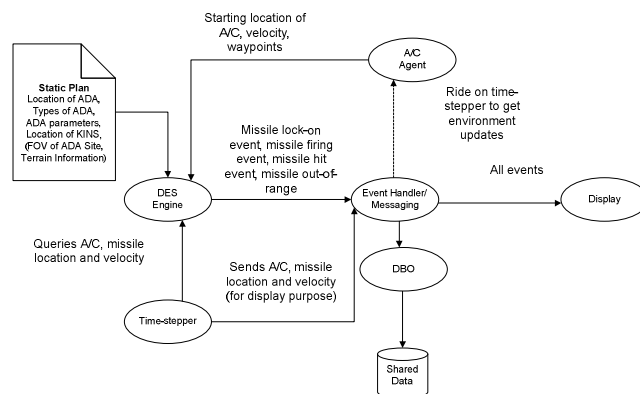 Starting location of
A/C, velocity,
waypoints
A/C
Agent
Static Plan
Location of ADA,
Types of ADA,
ADA parameters,
Location of KINS,
(FOV of ADA Site,
Terrain Information)
Ride on time-
stepper to get
environment
updates
Missile lock-on
event, missile firing
event, missile hit
event, missile out-of-
range
All events
DES
Engine
Event Handler/
Messaging
Display
Queries A/C, missile
location and velocity
Sends A/C, missile
location and velocity
(for display purpose)
DBO
Time-stepper
Shared
Data